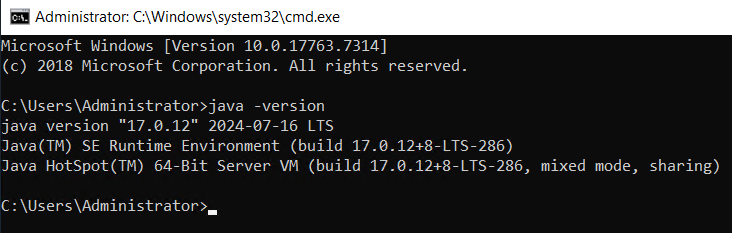 Administrator: C:\Windows\system32\cmd.exe
Microsoft Windows [Version 10.0.17763.7314]
(c) 2018 Microsoft Corporation. All rights reserved.
C:\Users\Administrator>java -version
java version "17.0.12" 2024-07-16 LTS
Java(TM) SE Runtime Environment (build 17.0.12+8-LTS-286)
Java HotSpot(TM) 64-Bit Server VM (build 17.0.12+8-LTS-286, mixed mode, sharing)
C:\Users\Administrator>